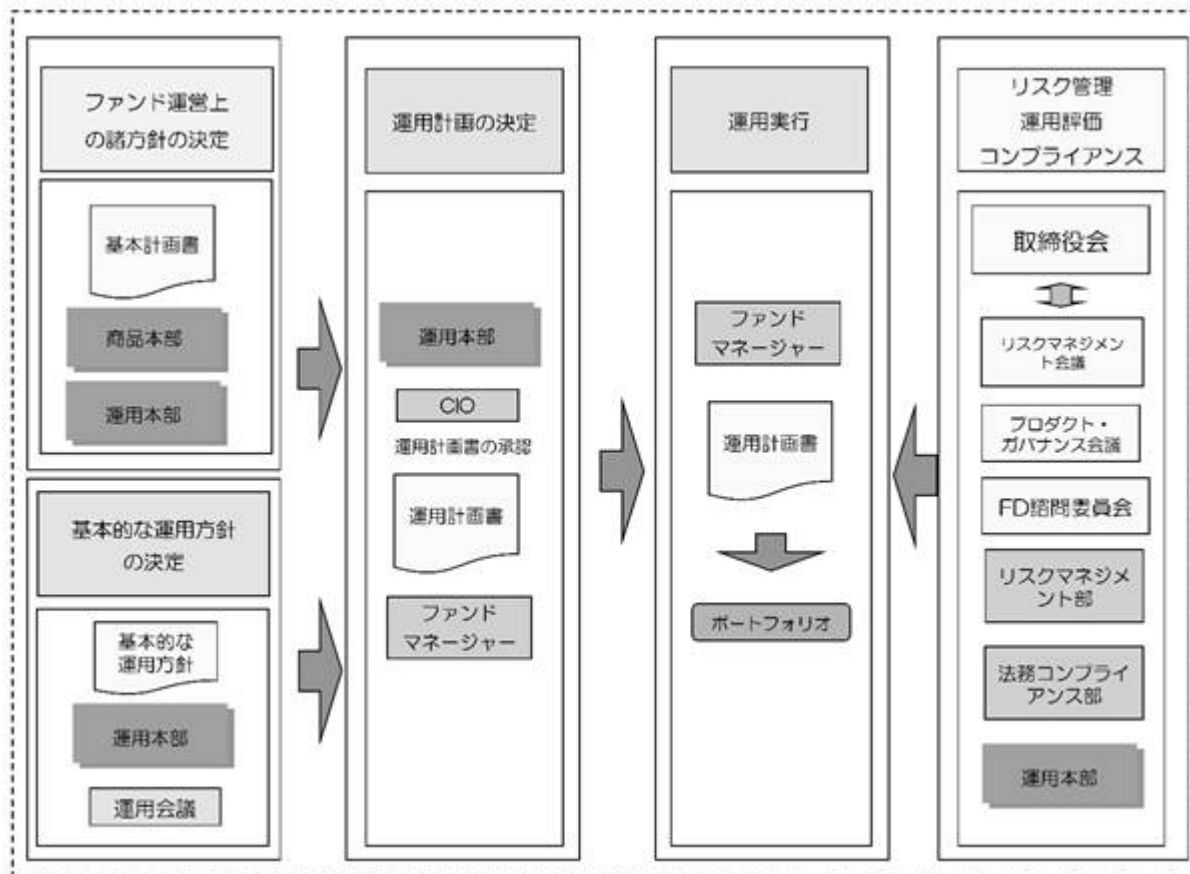 ファンド運営上
の諸方針の決定
基本計画書
商品本部
運用本部
基本的な運用方針
の決定
基本的な
運用方針
運用本部
運用会議
運用計画の決定
運用本部
CIO
運用計画書の承認
運用計画書
ファンド
マネージャー
運用実行
ファンド
マネージャー
運用計画書
ポートフォリオ
リスク管理
運用評価
コンプライアンス
取締役会
リスクマネジメン
ト会議
プロダクト・
ガバナンス会議
FD諮問委員会
リスクマネジメ
ント部
法務コンプライ
アンス部
運用本部